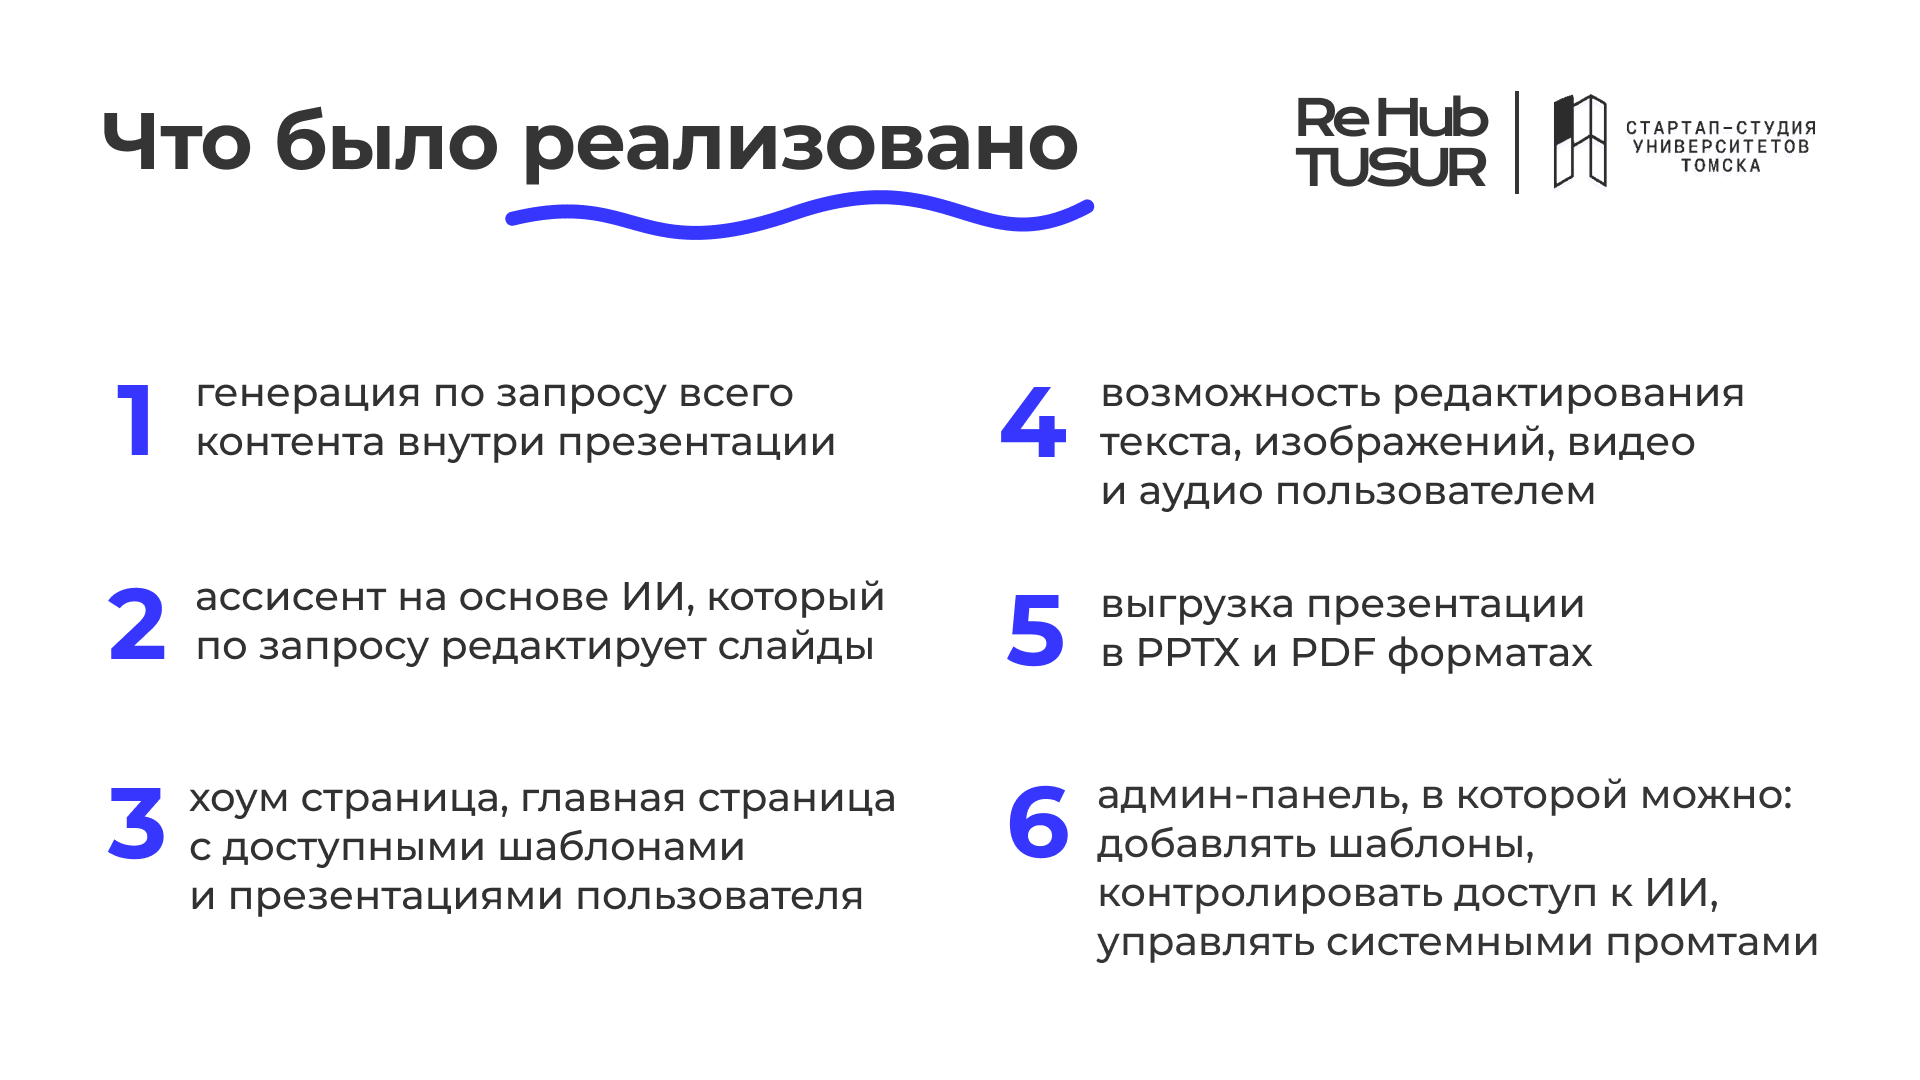 Что было реализовано
Re Hub
TUSUR
СТАРТАП-СТУДИЯ
УНИВЕРСИТЕТОВ
ТОМСКА
1
генерация по запросу всего
контента внутри презентации
2
ассисент на основе ИИ, который
по запросу редактирует слайды
3
хоум страница, главная страница
с доступными шаблонами
и презентациями пользователя
4
возможность редактирования
текста, изображений, видео
и аудио пользователем
5
выгрузка презентации
в PPTX и PDF форматах
6
админ-панель, в которой можно:
добавлять шаблоны,
контролировать доступ к ИИ,
управлять системными промтами